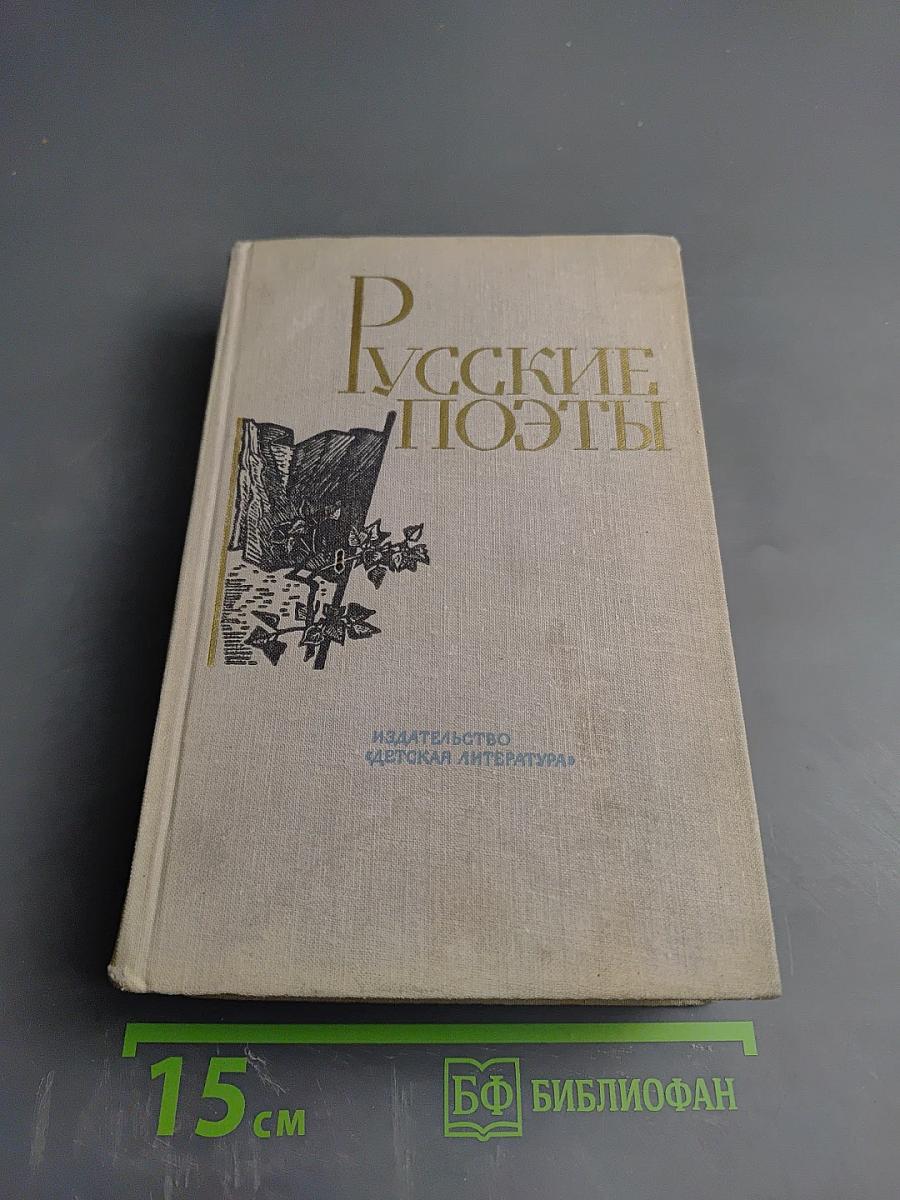 Русские
поэты
ИЗДАТЕЛЬСТВО
«ДЕТСКАЯ ЛИТЕРАТУРА»
15 см
БФ БИБЛИОФАН